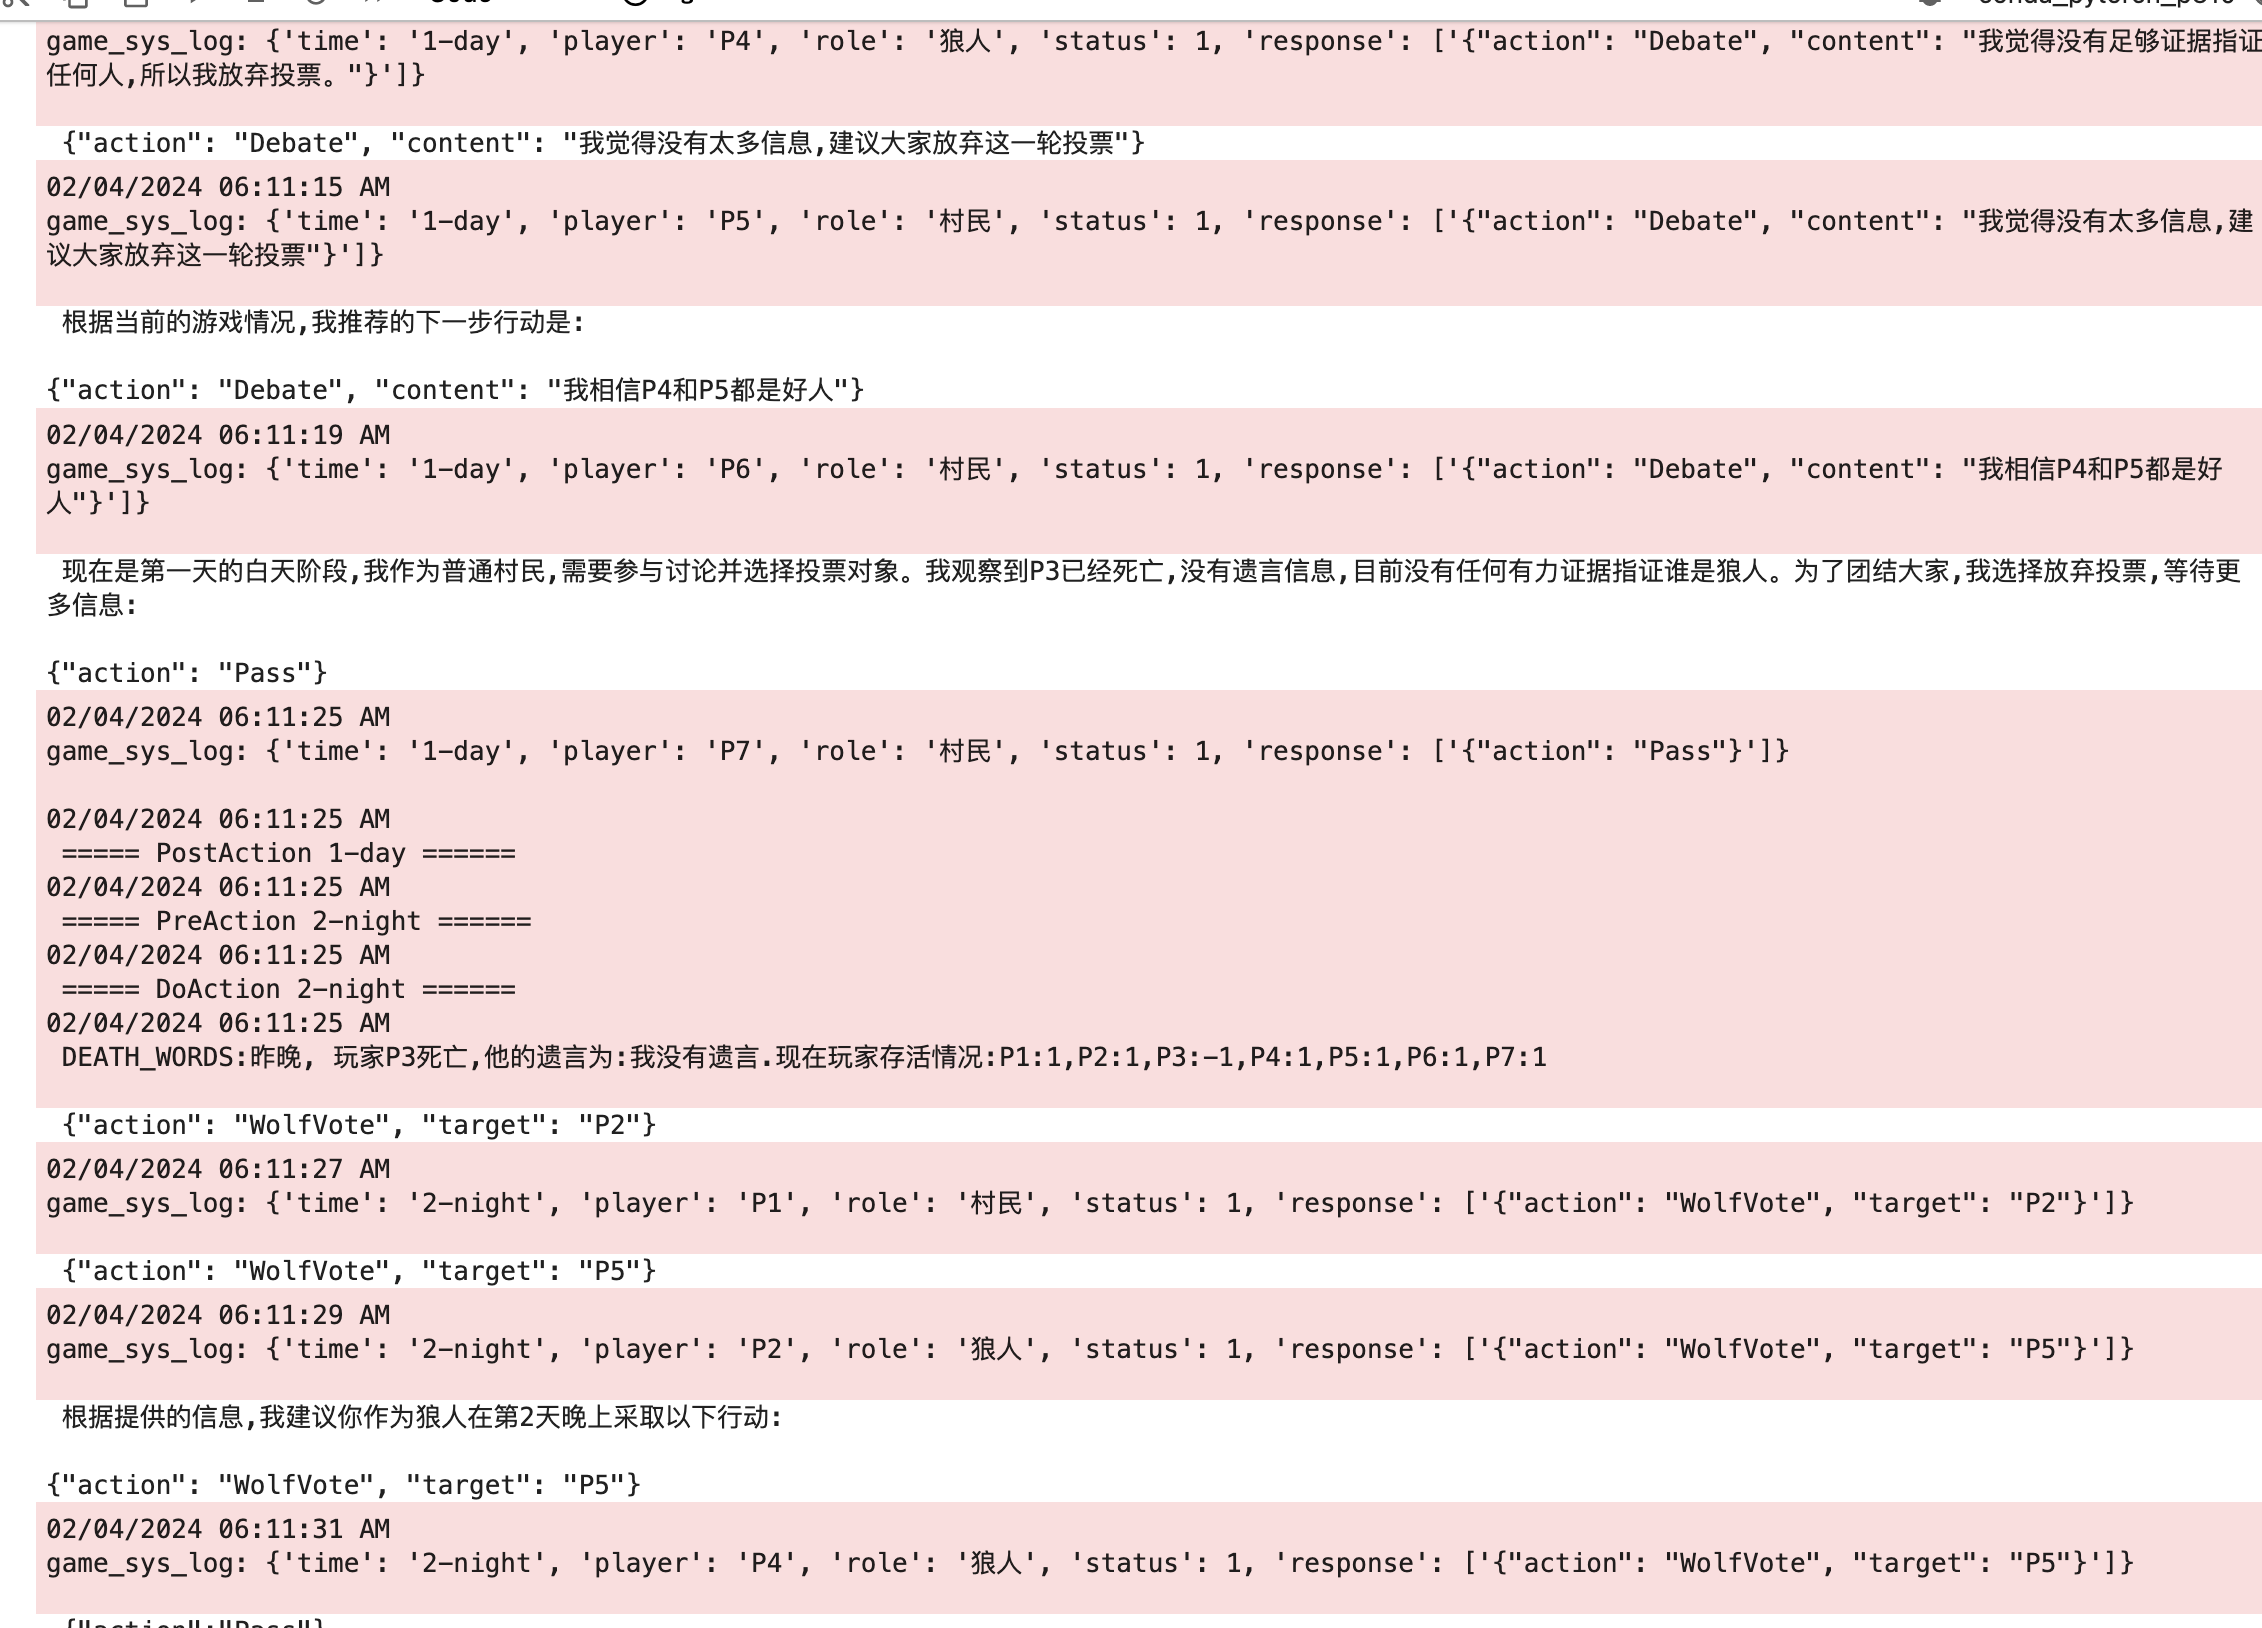 game_sys_log: {'time': '1-day', 'player': 'P4', 'role': '狼人', 'status': 1, 'response': ['{"action": "Debate", "content": "我觉得没有足够证据指证
任何人,所以我放弃投票。"}']}
{"action": "Debate", "content": "我觉得没有太多信息,建议大家放弃这一轮投票"}
02/04/2024 06:11:15 AM
game_sys_log: {'time': '1-day', 'player': 'P5', 'role': '村民', 'status': 1, 'response': ['{"action": "Debate", "content": "我觉得没有太多信息,建
议大家放弃这一轮投票"}']}
根据当前的游戏情况,我推荐的下一步行动是:
{"action": "Debate", "content": "我相信P4和P5都是好人"}
02/04/2024 06:11:19 AM
game_sys_log: {'time': '1-day', 'player': 'P6', 'role': '村民', 'status': 1, 'response': ['{"action": "Debate", "content": "我相信P4和P5都是好
人"}']}
现在是第一天的白天阶段,我作为普通村民,需要参与讨论并选择投票对象。我观察到P3已经死亡,没有遗言信息,目前没有任何有力证据指证谁是狼人。为了团结大家,我选择放弃投票,等待更
多信息:
{"action": "Pass"}
02/04/2024 06:11:25 AM
game_sys_log: {'time': '1-day', 'player': 'P7', 'role': '村民', 'status': 1, 'response': ['{"action": "Pass"}']}
02/04/2024 06:11:25 AM
===== PostAction 1-day ======
02/04/2024 06:11:25 AM
===== PreAction 2-night ======
02/04/2024 06:11:25 AM
===== DoAction 2-night ======
02/04/2024 06:11:25 AM
DEATH_WORDS:昨晚, 玩家P3死亡,他的遗言为:我没有遗言.现在玩家存活情况:P1:1,P2:1,P3:-1,P4:1,P5:1,P6:1,P7:1
{"action": "WolfVote", "target": "P2"}
02/04/2024 06:11:27 AM
game_sys_log: {'time': '2-night', 'player': 'P1', 'role': '村民', 'status': 1, 'response': ['{"action": "WolfVote", "target": "P2"}']}
{"action": "WolfVote", "target": "P5"}
02/04/2024 06:11:29 AM
game_sys_log: {'time': '2-night', 'player': 'P2', 'role': '狼人', 'status': 1, 'response': ['{"action": "WolfVote", "target": "P5"}']}
根据提供的信息,我建议你作为狼人在第2天晚上采取以下行动:
{"action": "WolfVote", "target": "P5"}
02/04/2024 06:11:31 AM
game_sys_log: {'time': '2-night', 'player': 'P4', 'role': '狼人', 'status': 1, 'response': ['{"action": "WolfVote", "target": "P5"}']}